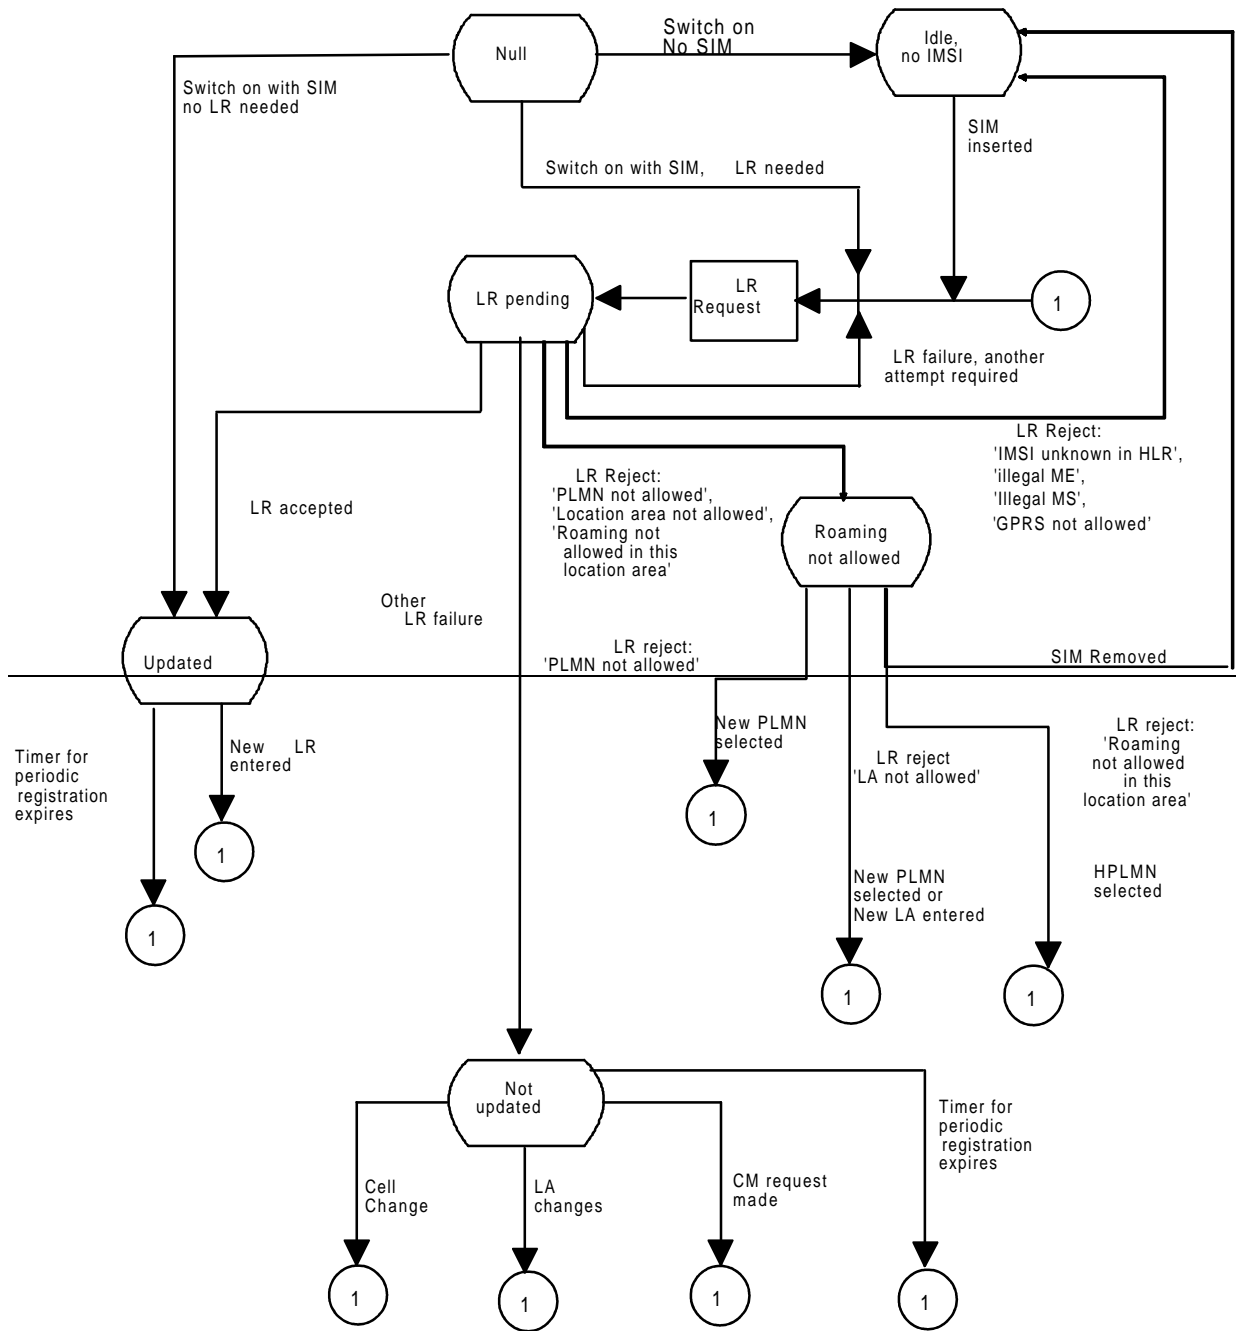 Null
Switch on
No SIM
Idle,
no IMSI
Switch on with SIM
no LR needed
SIM
inserted
Switch on with SIM, LR needed
LR pending
LR
Request
1
LR failure, another
attempt required
LR Reject:
'IMSI unknown in HLR',
'illegal ME',
'Illegal MS',
'GPRS not allowed'
LR Reject:
'PLMN not allowed',
'Location area not allowed',
'Roaming not
allowed in this
location area'
LR accepted
Roaming
not allowed
Other
LR failure
Updated
LR reject:
'PLMN not allowed'
SIM Removed
New PLMN
selected
LR reject:
'Roaming
not allowed
in this
location area'
Timer for
periodic
registration
expires
New LR
entered
LR reject
'LA not allowed'
1
1
HPLMN
selected
New PLMN
selected or
New LA entered
1
1
1
Not
updated
Timer for
periodic
registration
expires
Cell
Change
LA
changes
CM request
made
1
1
1
1